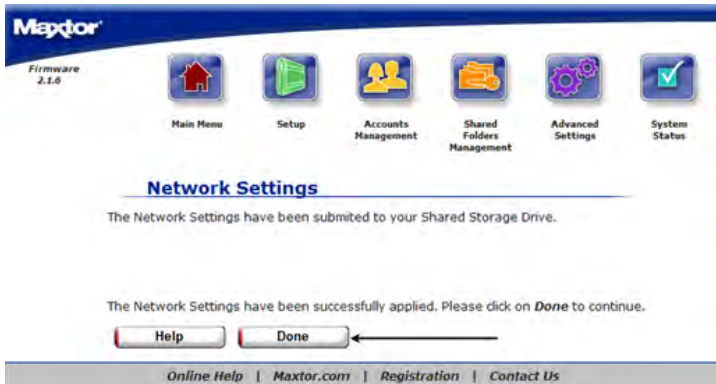 Maxtor
Firmware
2.1.6
Main Menu
Setup
Accounts
Management
Shared
Folders
Management
Advanced
Settings
System
Status
Network Settings
The Network Settings have been submited to your Shared Storage Drive.
The Network Settings have been successfully applied. Please click on Done to continue.
Help
Done
Online Help | Maxtor.com | Registration | Contact Us